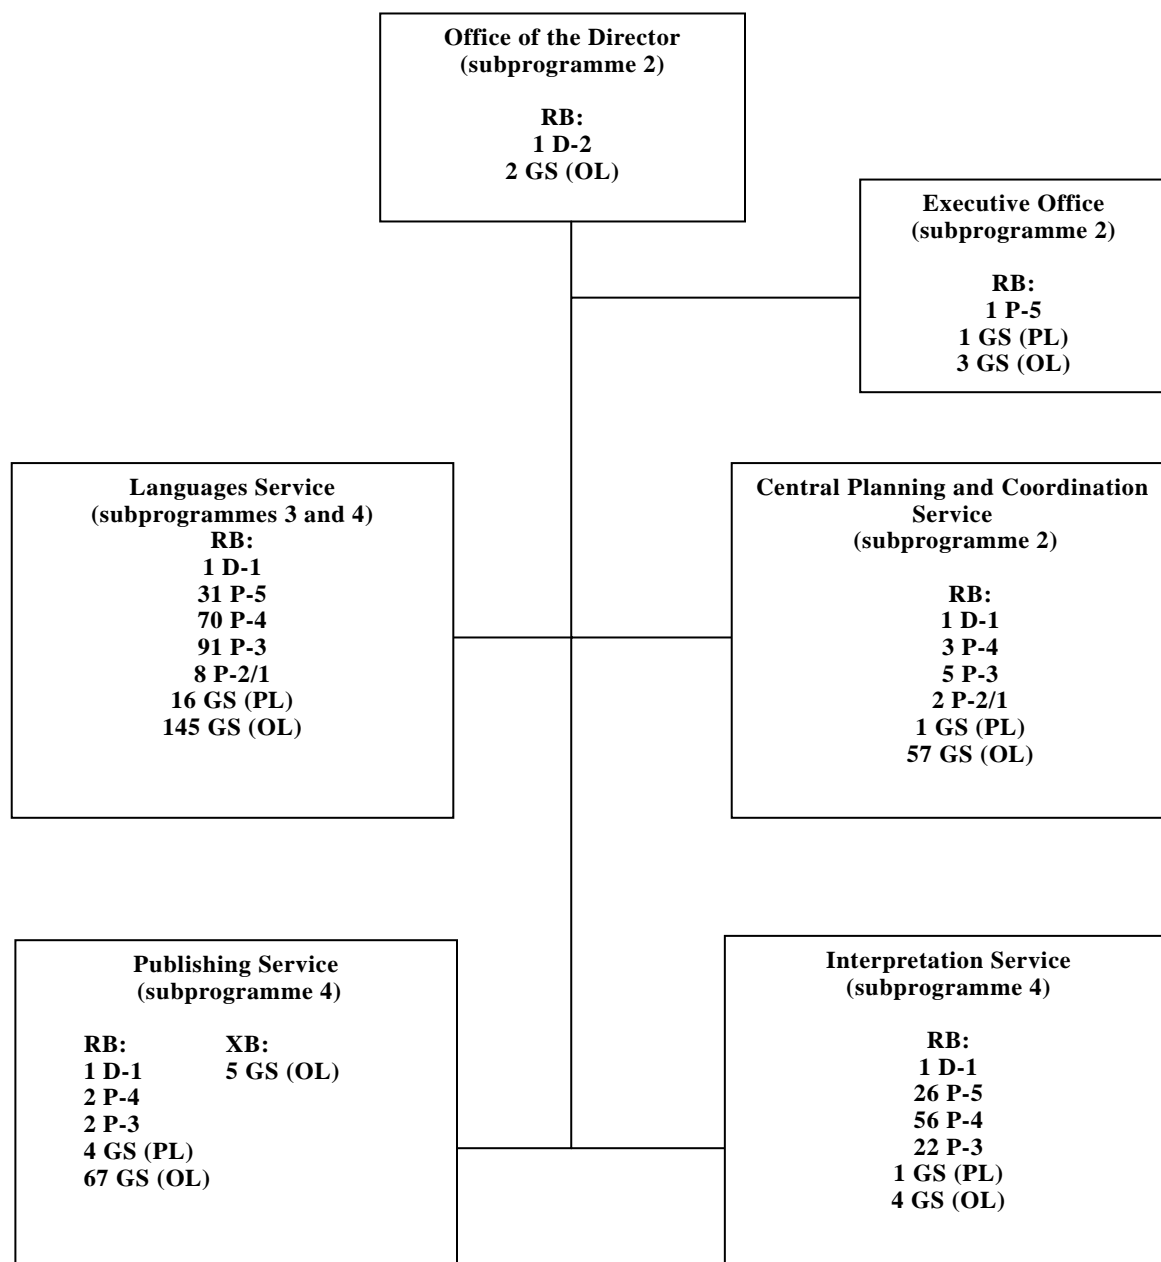 Office of the Director
(subprogramme 2)
RB:
1 D-2
2 GS (OL)
Executive Office
(subprogramme 2)
RB:
1 P-5
1 GS (PL)
3 GS (OL)
Languages Service
(subprogrammes 3 and 4)
RB:
1 D-1
31 P-5
70 P-4
91 P-3
8 P-2/1
16 GS (PL)
145 GS (OL)
Central Planning and Coordination
Service
(subprogramme 2)
RB:
1 D-1
3 P-4
5 P-3
2 P-2/1
1 GS (PL)
57 GS (OL)
Publishing Service
(subprogramme 4)
RB: XB:
1 D-1 5 GS (OL)
2 P-4
2 P-3
4 GS (PL)
67 GS (OL)
Interpretation Service
(subprogramme 4)
RB:
1 D-1
26 P-5
56 P-4
22 P-3
1 GS (PL)
4 GS (OL)